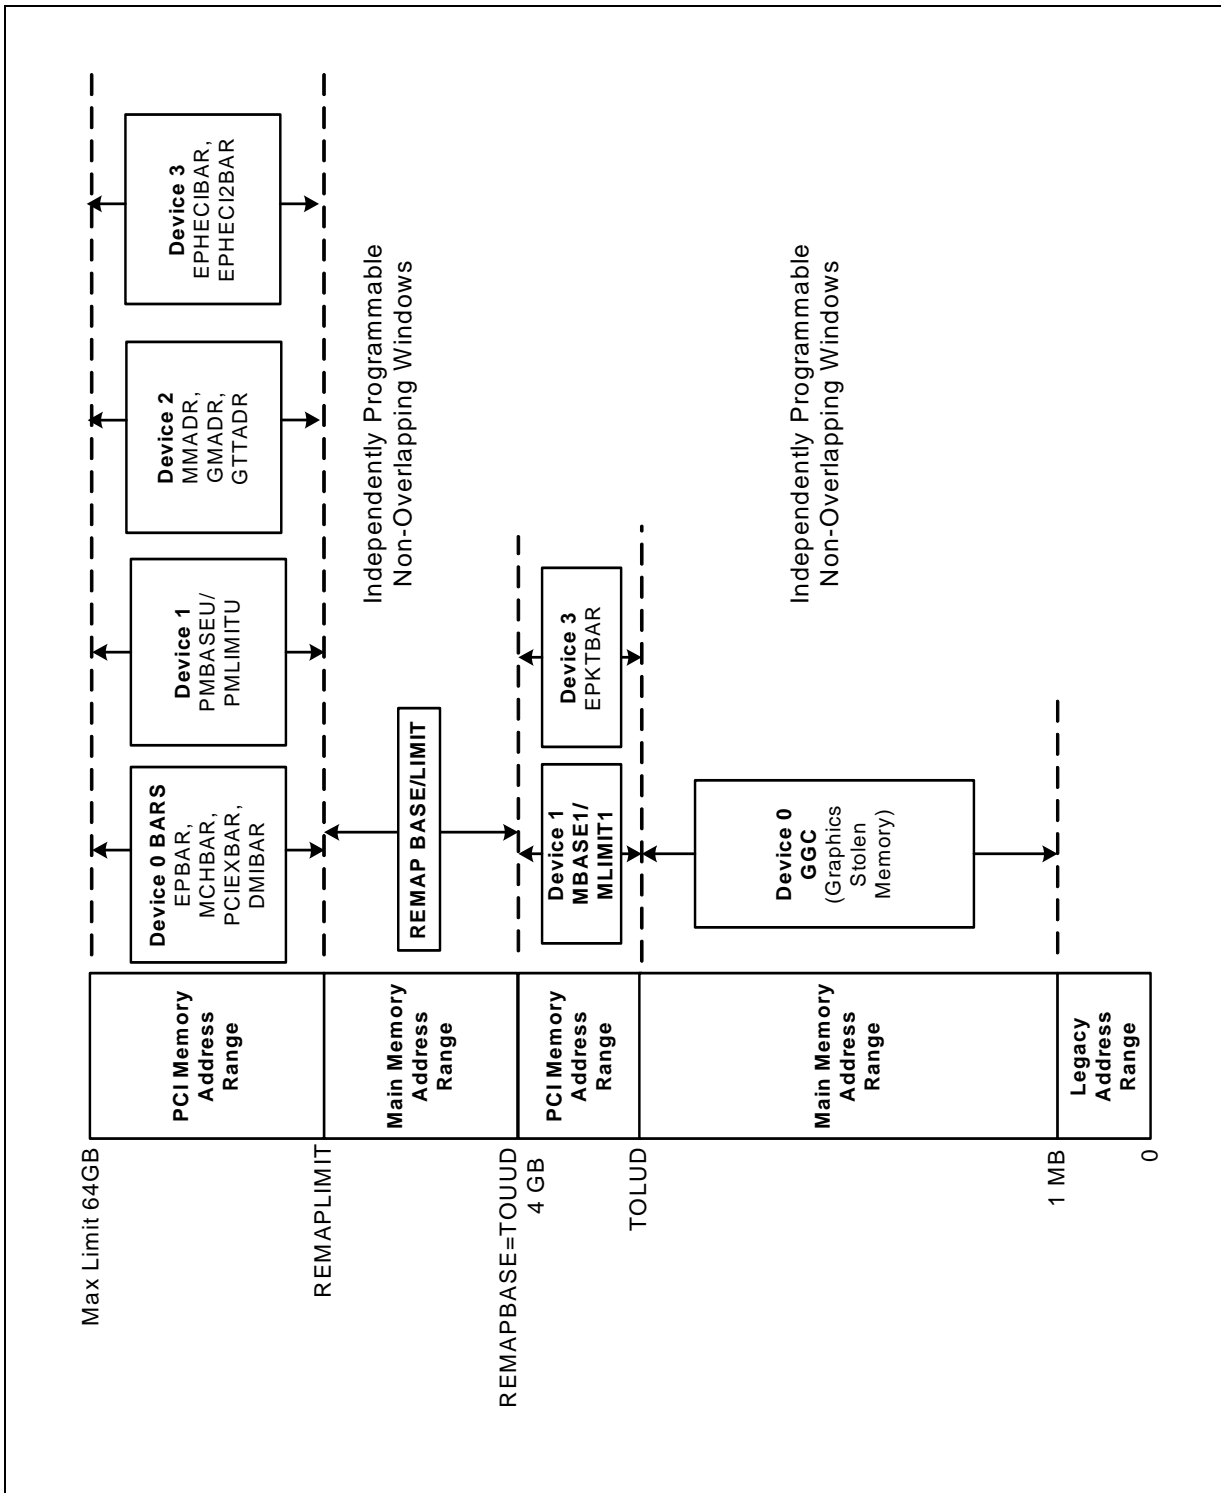 Max Limit 64GB
REMAPLIMIT
REMAPBASE=TOUUD
4 GB
TOLUD
1 MB
0
PCI Memory
Address
Range
Main Memory
Address
Range
PCI Memory
Address
Range
Main Memory
Address
Range
Legacy
Address
Range
Device 0 BARS
EPBAR,
MCHBAR,
PCIEXBAR,
DMIBAR
Device 1
PMBASEU/
PMLIMITU
Device 2
MMADR,
GMADR,
GTTADR
Device 3
EPHECIBAR,
EPHECI2BAR
REMAP BASE/LIMIT
Independently Programmable
Non-Overlapping Windows
Device 1
MBASE1/
MLIMIT1
Device 3
EPKTBAR
Device 0
GGC
(Graphics
Stolen
Memory)
Independently Programmable
Non-Overlapping Windows